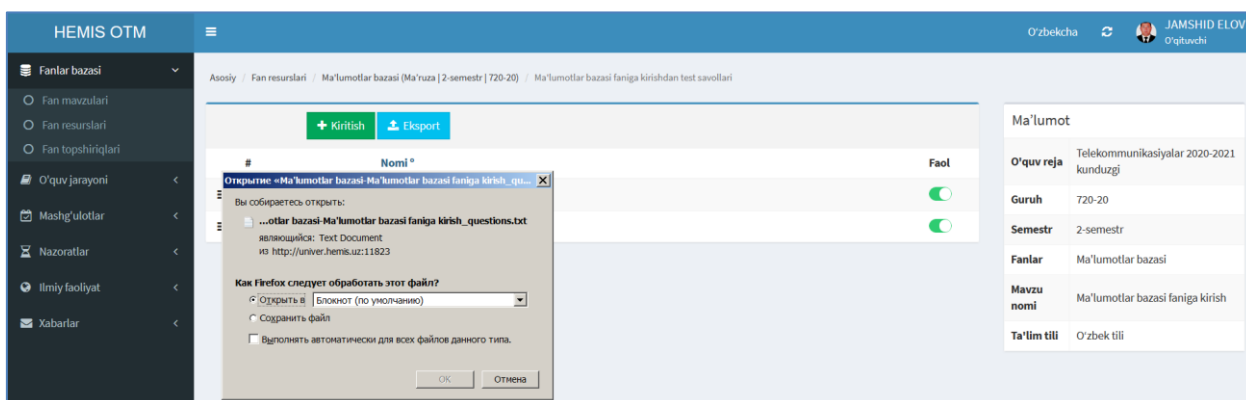 HEMIS OTM
O'zbekcha
JAMSHID ELOV
O'qituvchi
Fanlar bazasi
Fan mavzulari
Fan resurslari
Fan topshiriqlari
O'quv jarayoni
Mashg'ulotlar
Nazoratlar
Ilmiy faoliyat
Xabarlar
Asosiy / Fan resurslari / Ma'lumotlar bazasi (Ma'ruza | 2-semestr | 720-20) / Ma'lumotlar bazasi faniga kirishdan test savollari
Kiritish Eksport
# Nomi Faol
Открытие «Ma'lumotlar bazasi-Ma'lumotlar bazasi faniga kirish_qu...
Вы собираетесь открыть:
...otlar bazasi-Ma'lumotlar bazasi faniga kirish_questions.txt
являющийся: Text Document
из http://univer.hemis.uz:11823
Как Firefox следует обработать этот файл?
Открыть в Блокнот (по умолчанию)
Сохранить файл
Выполнять автоматически для всех файлов данного типа.
OK Отмена
Ma'lumot
O'quv reja Telekommunikasiyalar 2020-2021
kunduzgi
Guruh 720-20
Semestr 2-semestr
Fanlar Ma'lumotlar bazasi
Mavzu
nomi Ma'lumotlar bazasi faniga kirish
Ta'lim tili O'zbek tili